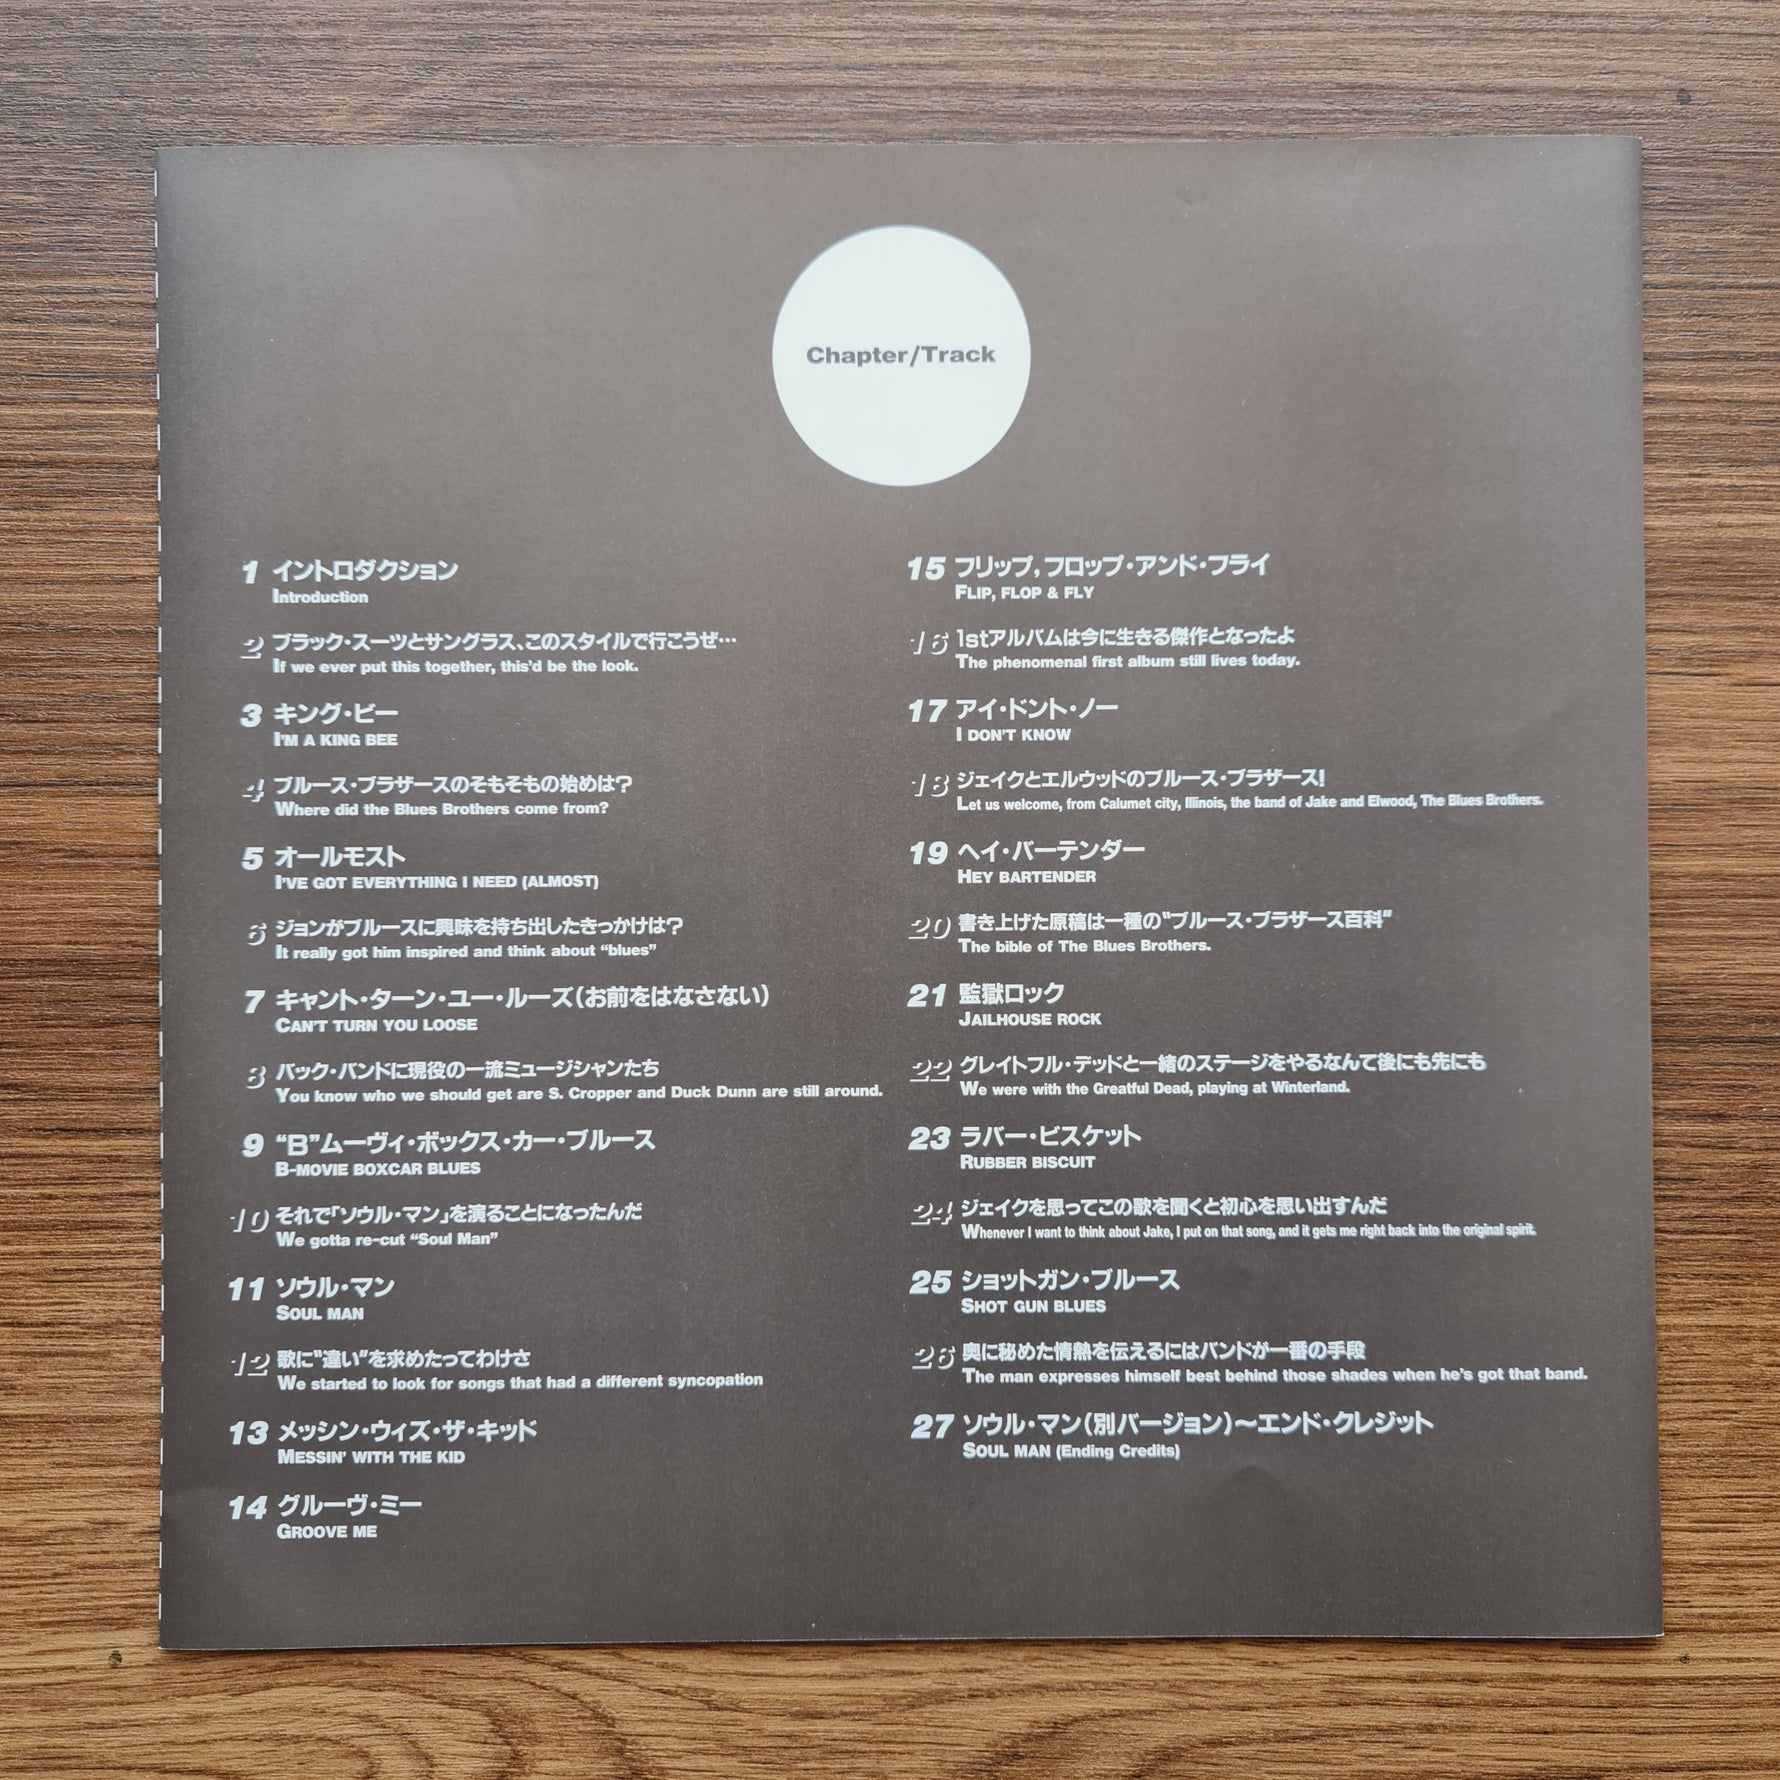 Chapter/Track
1 イントロダクション
Introduction
2 ブラック・スーツとサングラス、このスタイルで行こうぜ…
If we ever put this together, this'd be the look.
3 キング・ビー
I'M A KING BEE
4 ブルース・ブラザースのそもそもの始めは?
Where did the Blues Brothers come from?
5 オールモスト
I'VE GOT EVERYTHING I NEED (ALMOST)
6 ジョンがブルースに興味を持ち出したきっかけは?
It really got him inspired and think about “blues”
7 キャント・ターン・ユー・ルーズ(お前をはなさない)
CAN'T TURN YOU LOOSE
8 バック・バンドに現役の一流ミュージシャンたち
You know who we should get are S. Cropper and Duck Dunn are still around.
9 “B”ムーヴィ・ボックス・カー・ブルース
B-MOVIE BOXCAR BLUES
10 それで「ソウル・マン」を演ることになったんだ
We gotta re-cut “Soul Man”
11 ソウル・マン
SOUL MAN
12 歌に“違い”を求めたってわけさ
We started to look for songs that had a different syncopation
13 メッシン・ウィズ・ザ・キッド
MESSIN' WITH THE KID
14 グルーヴ・ミー
GROOVE ME
15 フリップ,フロップ・アンド・フライ
FLIP, FLOP & FLY
16 1stアルバムは今に生きる傑作となったよ
The phenomenal first album still lives today.
17 アイ・ドント・ノー
I DON'T KNOW
18 ジェイクとエルウッドのブルース・ブラザース!
Let us welcome, from Calumet city, Illinois, the band of Jake and Elwood, The Blues Brothers.
19 ヘイ・バーテンダー
HEY BARTENDER
20 書き上げた原稿は一種の“ブルース・ブラザース百科”
The bible of The Blues Brothers.
21 監獄ロック
JAILHOUSE ROCK
22 グレイトフル・デッドと一緒のステージをやるなんて後にも先にも
We were with the Greatful Dead, playing at Winterland.
23 ラバー・ビスケット
RUBBER BISCUIT
24 ジェイクを思ってこの歌を聞くと初心を思い出すんだ
Whenever I want to think about Jake, I put on that song, and it gets me right back into the original spirit.
25 ショットガン・ブルース
SHOT GUN BLUES
26 奥に秘めた情熱を伝えるにはバンドが一番の手段
The man expresses himself best behind those shades when he's got that band.
27 ソウル・マン(別バージョン)〜エンド・クレジット
SOUL MAN (Ending Credits)